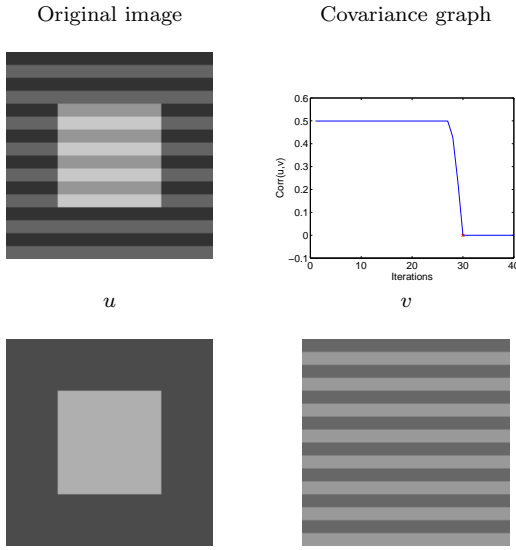 Original image
Covariance graph
0.6
0.5
0.4
0.3
0.2
0.1
0
−0.1
Corr(u,v)
0
10
20
30
40
Iterations
u
v